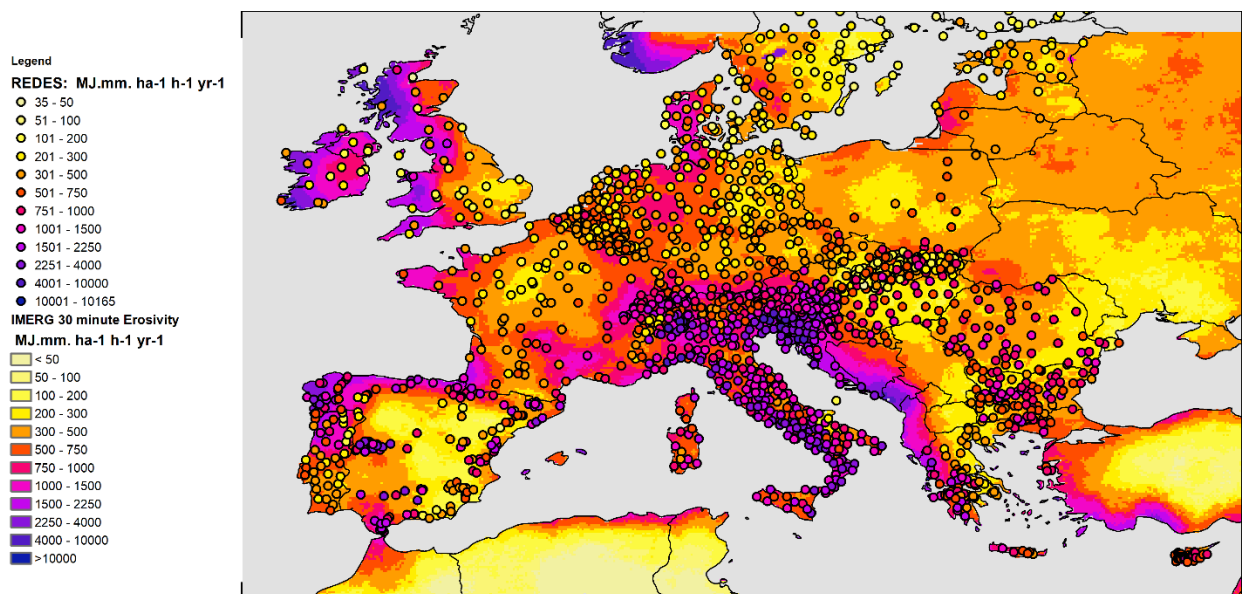 Legend
REDES: MJ.mm. ha-1 h-1 yr-1
35 - 50
51 - 100
101 - 200
201 - 300
301 - 500
501 - 750
751 - 1000
1001 - 1500
1501 - 2250
2251 - 4000
4001 - 10000
10001 - 10165
IMERG 30 minute Erosivity
MJ.mm. ha-1 h-1 yr-1
< 50
50 - 100
100 - 200
200 - 300
300 - 500
500 - 750
750 - 1000
1000 - 1500
1500 - 2250
2250 - 4000
4000 - 10000
>10000